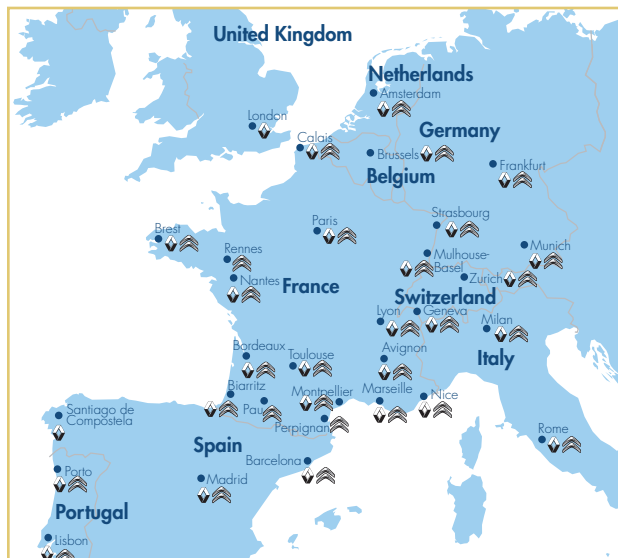 United Kingdom
Netherlands
Amsterdam
London
Germany
Calais
Brussels
Frankfurt
Belgium
Strasbourg
Paris
Brest
Munich
Rennes
Mulhouse-
Basel
Nantes
Zurich
France
Switzerland
Lyon
Geneva
Milan
Bordeaux
Toulouse
Avignon
Italy
Biarritz
Pau
Montpellier
Marseille
Nice
Santiago de
Compostela
Perpignan
Rome
Spain
Barcelona
Porto
Madrid
Portugal
Lisbon